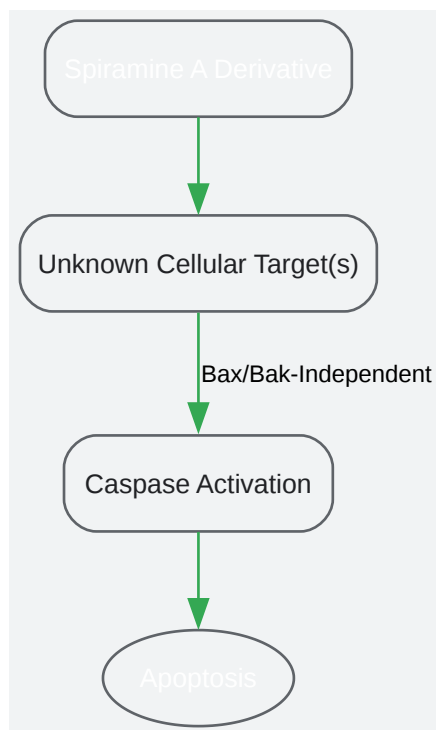 Spiramine A Derivative
Unknown Cellular Target(s)
Bax/Bak-Independent
Caspase Activation
Apoptosis